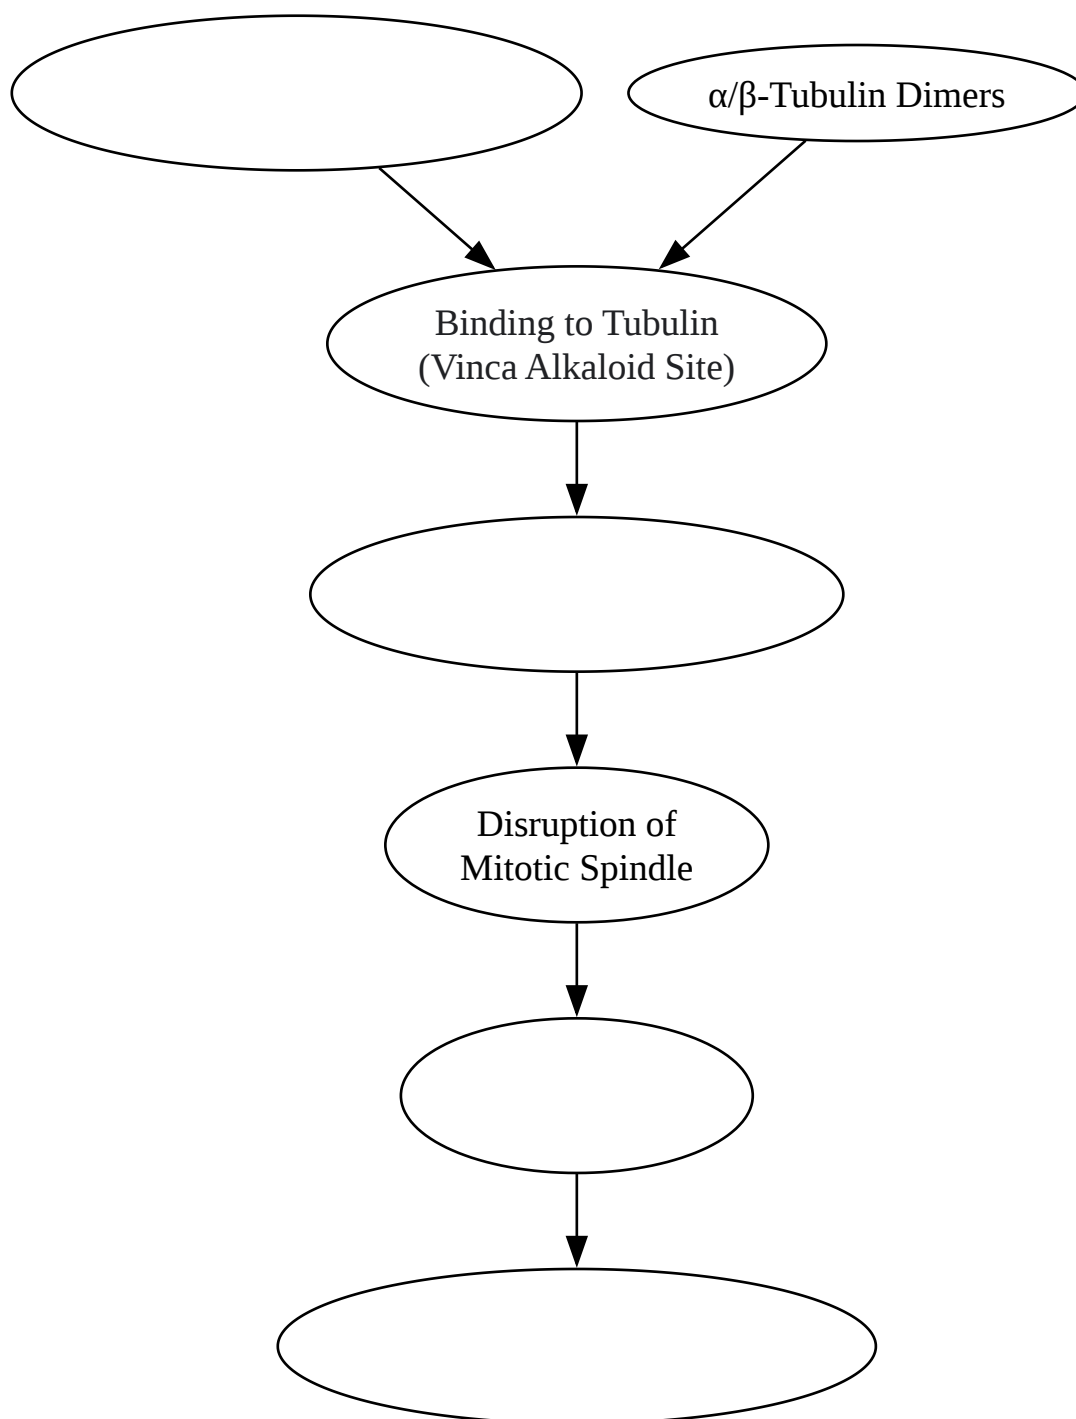 α/β-Tubulin Dimers
Binding to Tubulin
(Vinca Alkaloid Site)
Disruption of
Mitotic Spindle